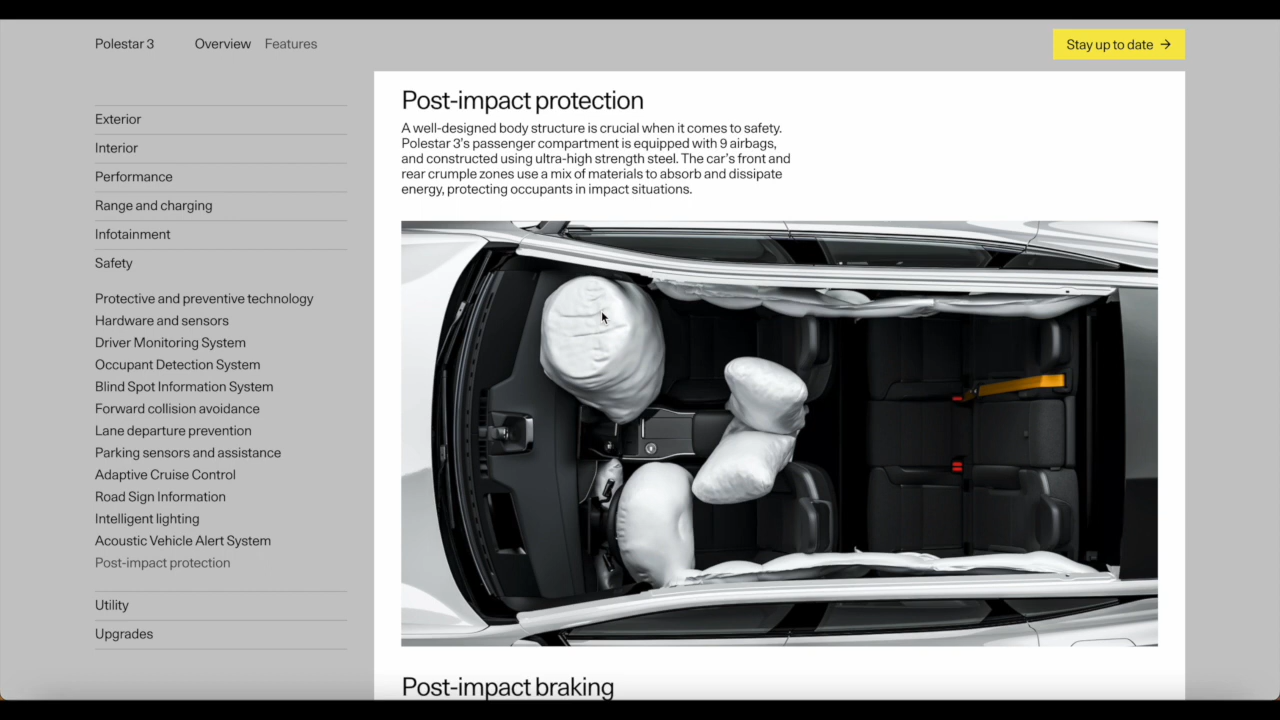 Polestar 3
Overview
Features
Stay up to date →
Exterior
Interior
Performance
Range and charging
Infotainment
Safety
Protective and preventive technology
Hardware and sensors
Driver Monitoring System
Occupant Detection System
Blind Spot Information System
Forward collision avoidance
Lane departure prevention
Parking sensors and assistance
Adaptive Cruise Control
Road Sign Information
Intelligent lighting
Acoustic Vehicle Alert System
Post-impact protection
Utility
Upgrades
Post-impact protection
A well-designed body structure is crucial when it comes to safety.
Polestar 3's passenger compartment is equipped with 9 airbags,
and constructed using ultra-high strength steel. The car's front and
rear crumple zones use a mix of materials to absorb and dissipate
energy, protecting occupants in impact situations.
Post-impact braking